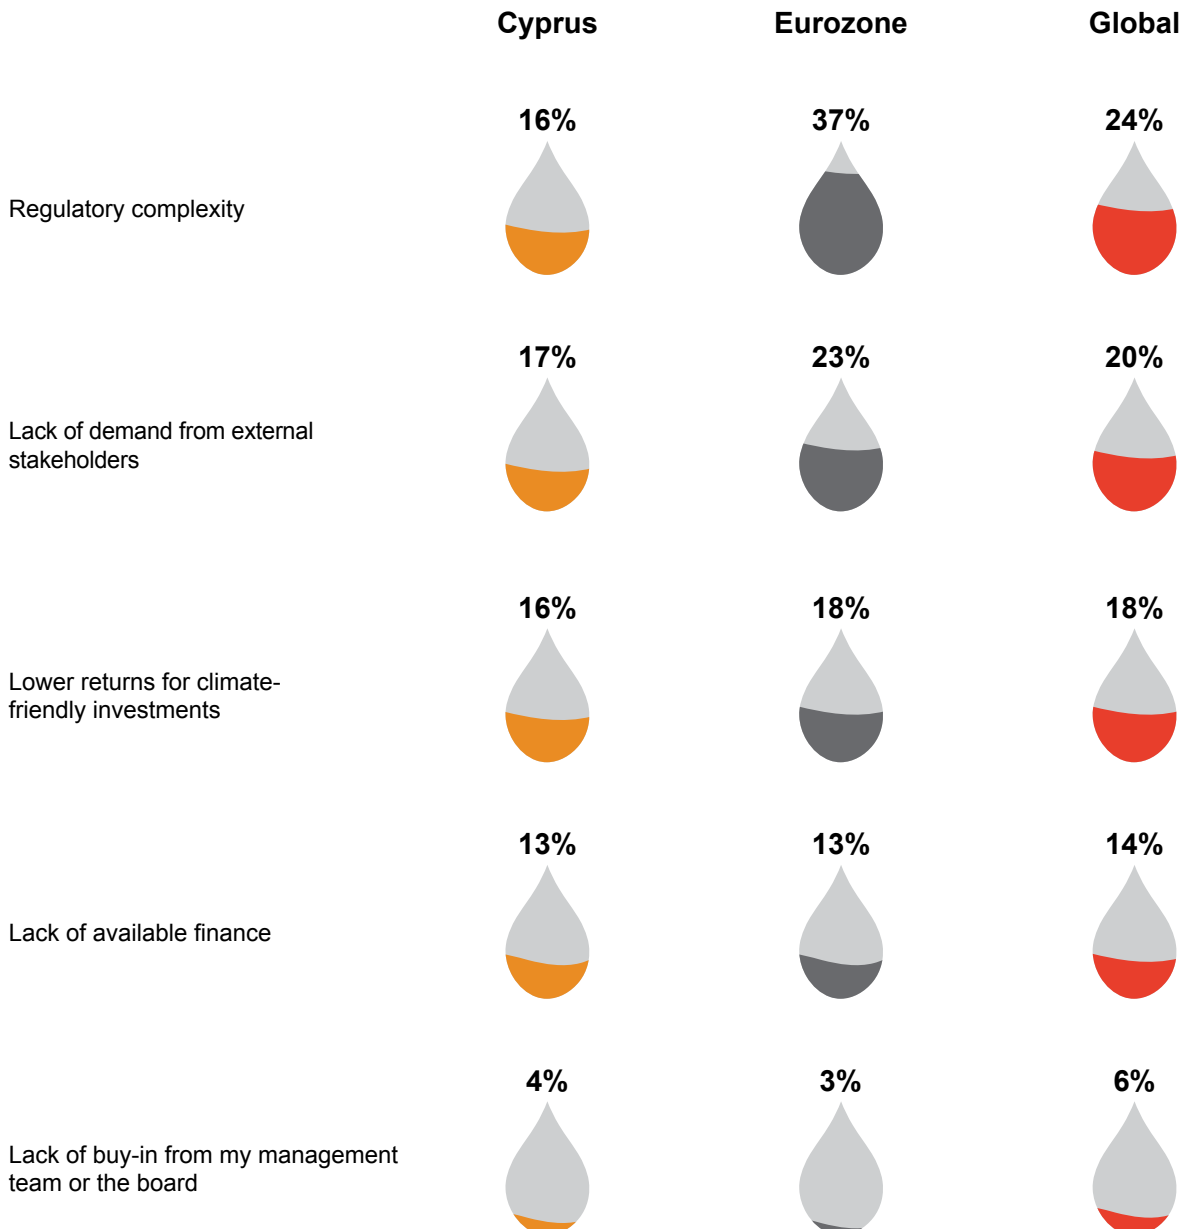 Cyprus Eurozone Global
16% 37% 24%
Regulatory complexity
17% 23% 20%
Lack of demand from external
stakeholders
16% 18% 18%
Lower returns for climate-
friendly investments
13% 13% 14%
Lack of available finance
4% 3% 6%
Lack of buy-in from my management
team or the board